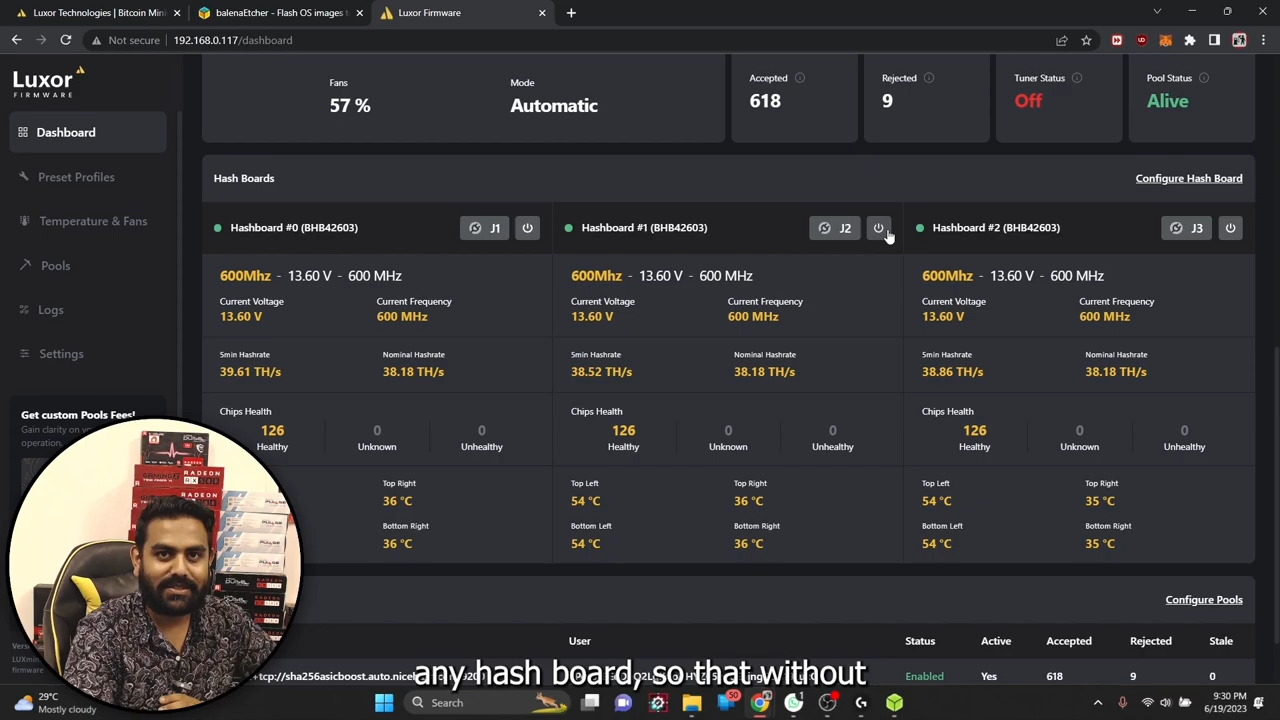 Luxor Technologies | Bitcoin Mini
balenaEtcher - Flash OS images t
Luxor Firmware
Not secure 192.168.0.117/dashboard
Luxor
FIRMWARE
Dashboard
Preset Profiles
Temperature & Fans
Pools
Logs
Settings
Get custom Pools Fees!
Gain clarity on y
operation.
Fans
57 %
Mode
Automatic
Accepted
618
Rejected
9
Tuner Status
Off
Pool Status
Alive
Hash Boards
Configure Hash Board
Hashboard #0 (BHB42603) J1
600Mhz - 13.60 V - 600 MHz
Current Voltage Current Frequency
13.60 V 600 MHz
5min Hashrate Nominal Hashrate
39.61 TH/s 38.18 TH/s
Chips Health
126 0 0
Healthy Unknown Unhealthy
Top Right
36 °C
Bottom Right
36 °C
Hashboard #1 (BHB42603) J2
600Mhz - 13.60 V - 600 MHz
Current Voltage Current Frequency
13.60 V 600 MHz
5min Hashrate Nominal Hashrate
38.52 TH/s 38.18 TH/s
Chips Health
126 0 0
Healthy Unknown Unhealthy
Top Left Top Right
54 °C 36 °C
Bottom Left Bottom Right
54 °C 36 °C
Hashboard #2 (BHB42603) J3
600Mhz - 13.60 V - 600 MHz
Current Voltage Current Frequency
13.60 V 600 MHz
5min Hashrate Nominal Hashrate
38.86 TH/s 38.18 TH/s
Chips Health
126 0 0
Healthy Unknown Unhealthy
Top Left Top Right
54 °C 35 °C
Bottom Left Bottom Right
54 °C 35 °C
Configure Pools
User Status Active Accepted Rejected Stale
Enabled Yes 618 9 0
any hash board, so that without
29°C
Mostly cloudy
Search
50
9:30 PM
6/19/2023